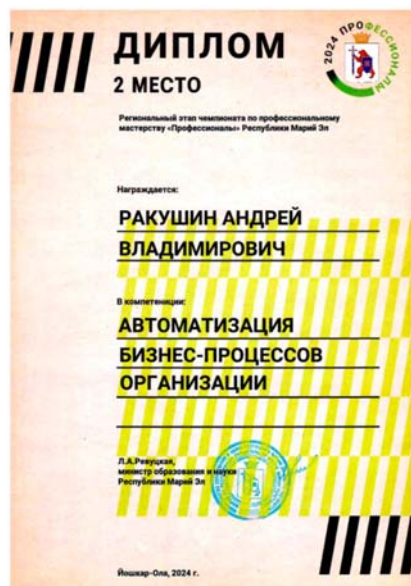 ДИПЛОМ
2 МЕСТО
2024 ПРОФЕССИОНАЛЫ
Региональный этап чемпионата по профессиональному
мастерству «Профессионалы» Республики Марий Эл
Награждается:
РАКУШИН АНДРЕЙ
ВЛАДИМИРОВИЧ
В компетенции:
АВТОМАТИЗАЦИЯ
БИЗНЕС-ПРОЦЕССОВ
ОРГАНИЗАЦИИ
Л.А.Ревуцкая,
министр образования и науки
Республики Марий Эл
Йошкар-Ола, 2024 г.